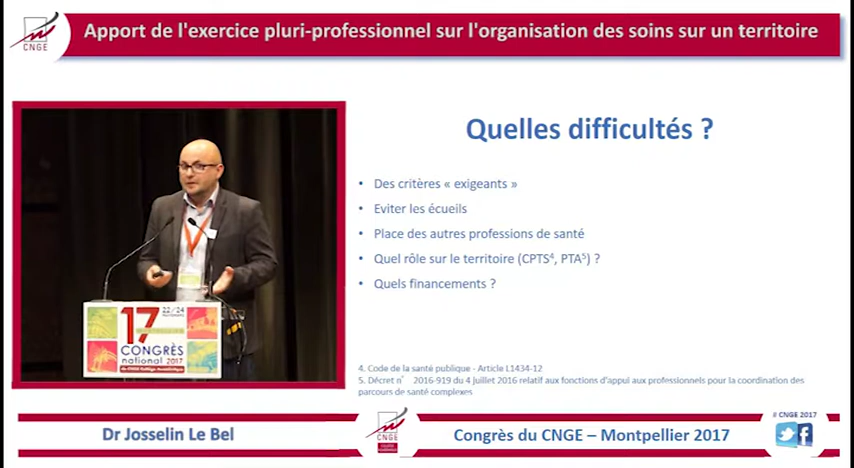 CNGE
Apport de l'exercice pluri-professionnel sur l'organisation des soins sur un territoire
Quelles difficultés ?
• Des critères « exigeants »
• Eviter les écueils
• Place des autres professions de santé
• Quel rôle sur le territoire (CPTS4, PTA5) ?
• Quels financements ?
17
22/24
CONGRÈS
national 2017
4. Code de la santé publique - Article L1434-12
5. Décret n° 2016-919 du 4 juillet 2016 relatif aux fonctions d'appui aux professionnels pour la coordination des
parcours de santé complexes
Dr Josselin Le Bel
CNGE
Congrès du CNGE – Montpellier 2017
# CNGE 2017